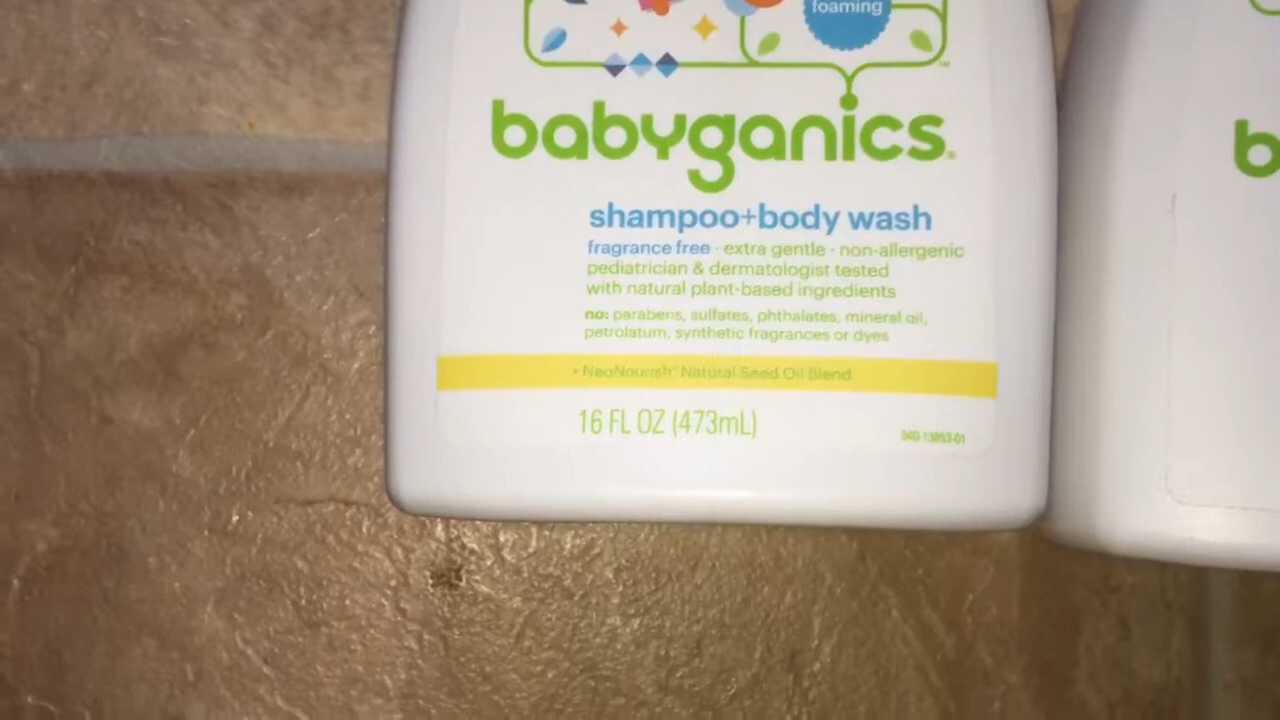 foaming
babyganics®
shampoo+body wash
fragrance free · extra gentle · non-allergenic
pediatrician & dermatologist tested
with natural plant-based ingredients
no: parabens, sulfates, phthalates, mineral oil,
petrolatum, synthetic fragrances or dyes
NeoNourish Natural Seed Oil Blend
16 FL OZ (473mL)
b